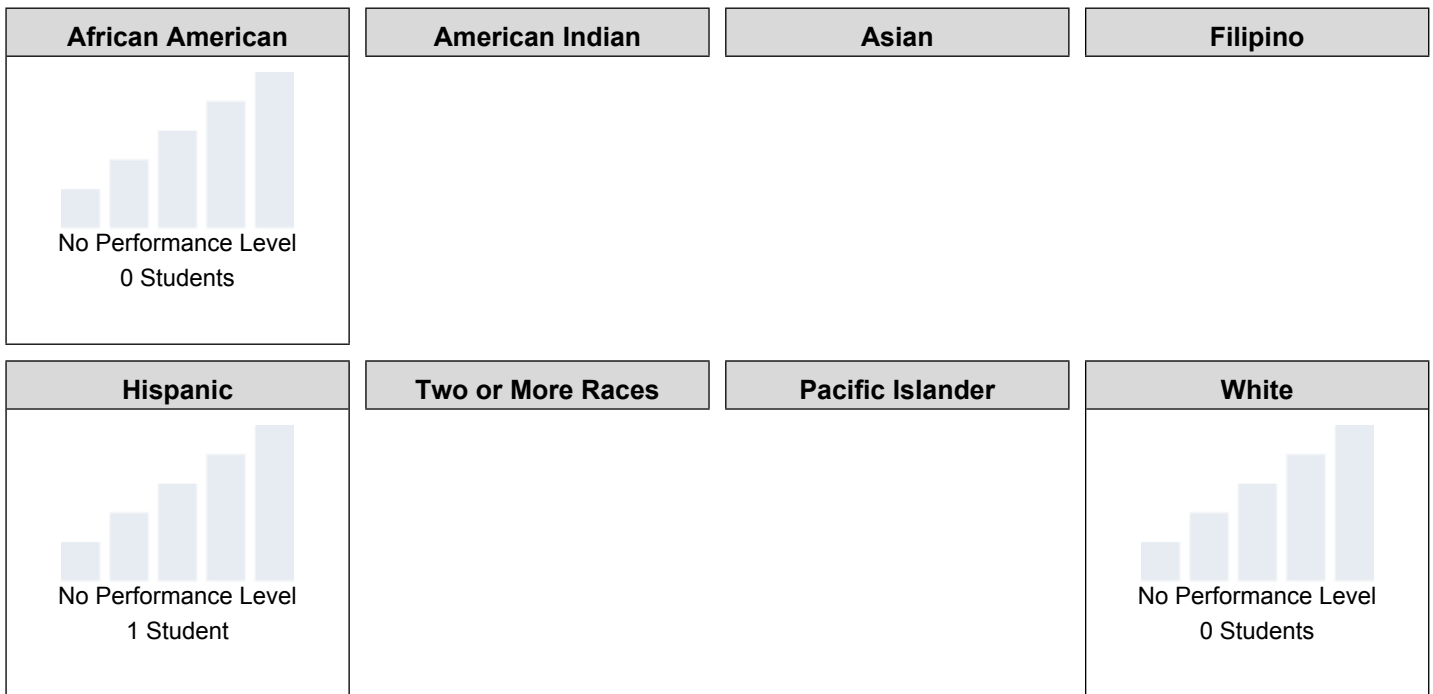 African American
American Indian
Asian
Filipino
No Performance Level
0 Students
Hispanic
Two or More Races
Pacific Islander
White
No Performance Level
1 Student
No Performance Level
0 Students